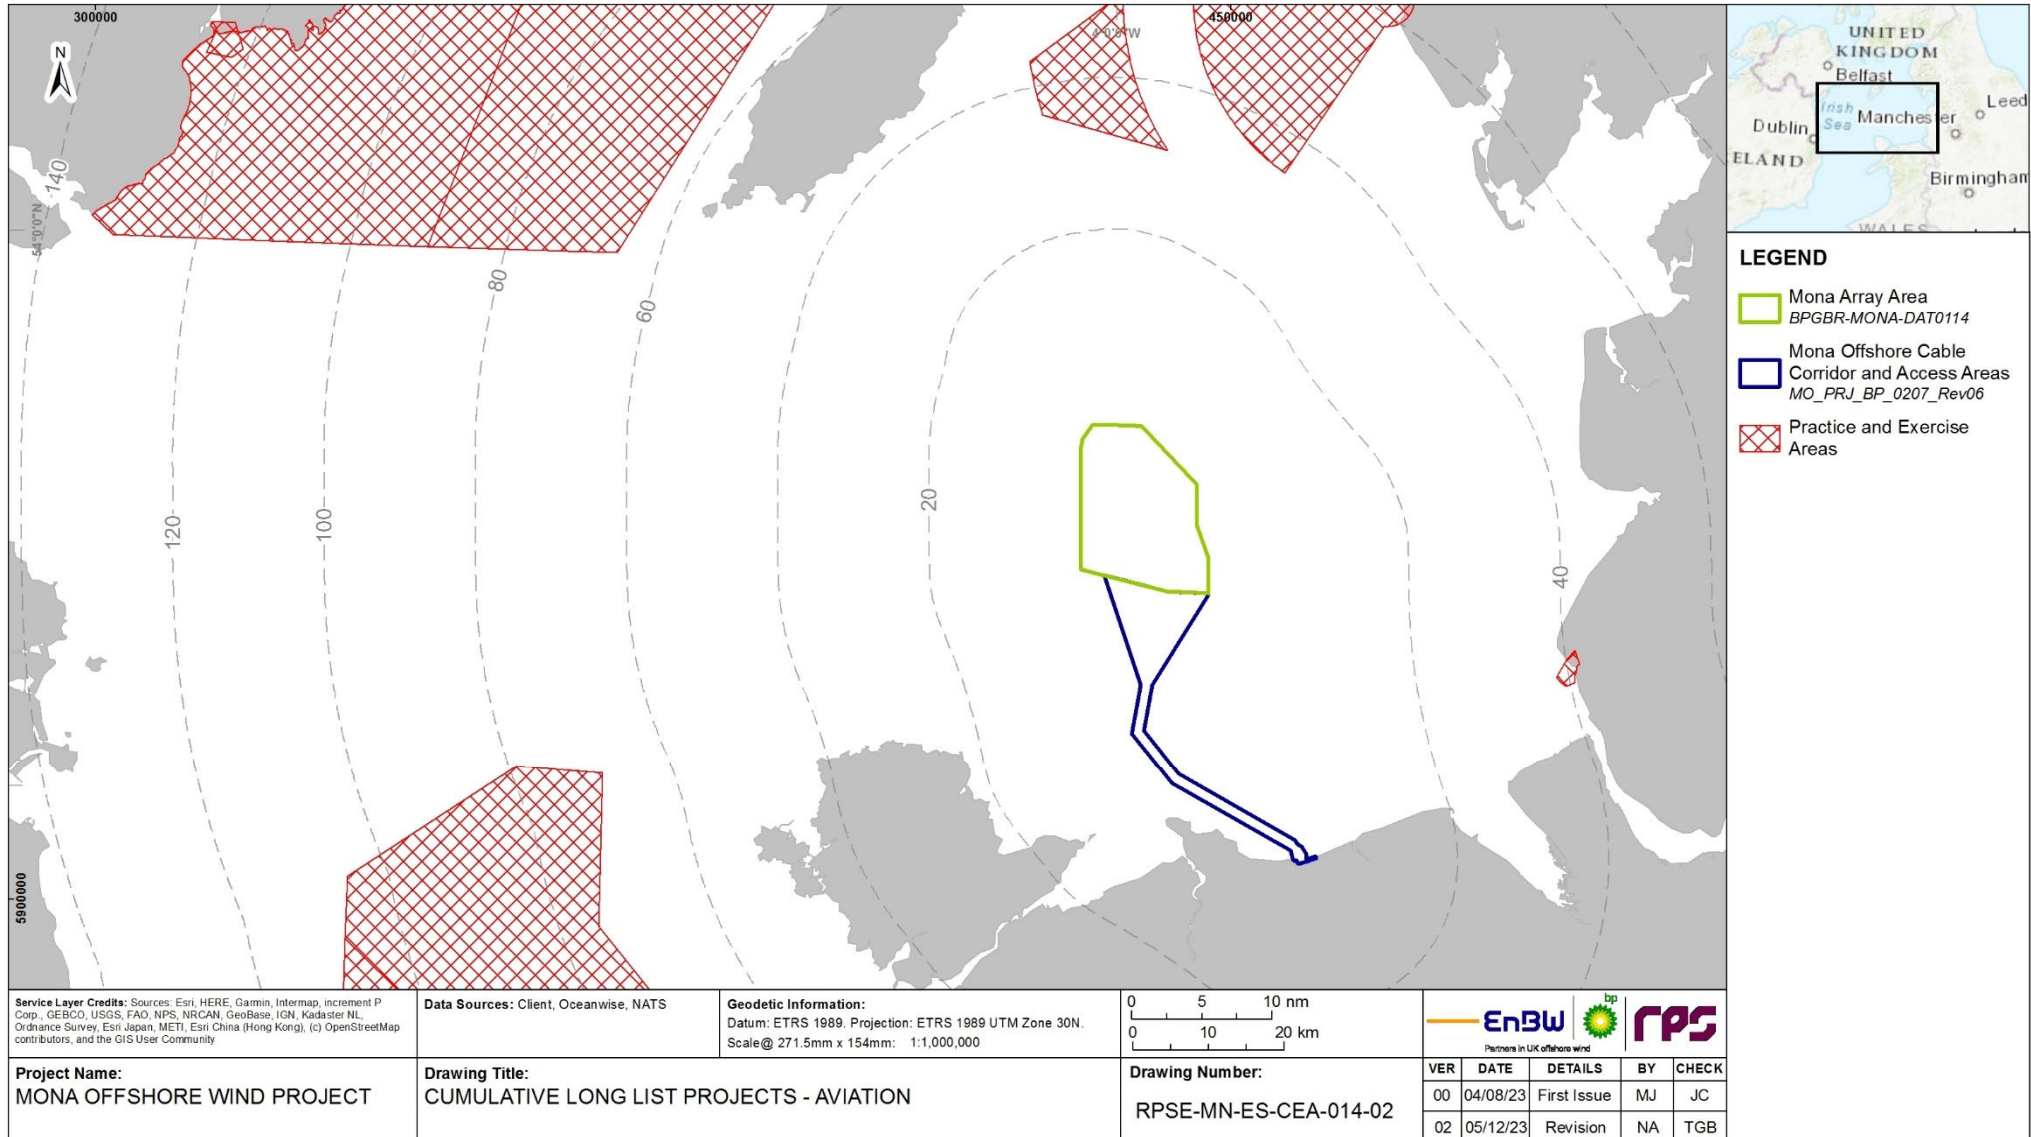 300000
450000
4°0'0"W
N
140
54°0'0"N
80
60
20
120
100
40
5900000
UNITED
KINGDOM
Belfast
Irish
Sea
Manchester
Leed
Dublin
ELAND
Birmingham
WALES
LEGEND
Mona Array Area
BPGBR-MONA-DAT0114
Mona Offshore Cable
Corridor and Access Areas
MO_PRJ_BP_0207_Rev06
Practice and Exercise
Areas
Service Layer Credits: Sources: Esri, HERE, Garmin, Intermap, increment P
Corp., GEBCO, USGS, FAO, NPS, NRCAN, GeoBase, IGN, Kadaster NL,
Ordnance Survey, Esri Japan, METI, Esri China (Hong Kong), (c) OpenStreetMap
contributors, and the GIS User Community
Data Sources: Client, Oceanwise, NATS
Geodetic Information:
Datum: ETRS 1989. Projection: ETRS 1989 UTM Zone 30N.
Scale@ 271.5mm x 154mm: 1:1,000,000
0 5 10 nm
0 10 20 km
EnBW bp rps
Partners in UK offshore wind
Project Name:
MONA OFFSHORE WIND PROJECT
Drawing Title:
CUMULATIVE LONG LIST PROJECTS - AVIATION
Drawing Number:
RPSE-MN-ES-CEA-014-02
VER DATE DETAILS BY CHECK
00 04/08/23 First Issue MJ JC
02 05/12/23 Revision NA TGB